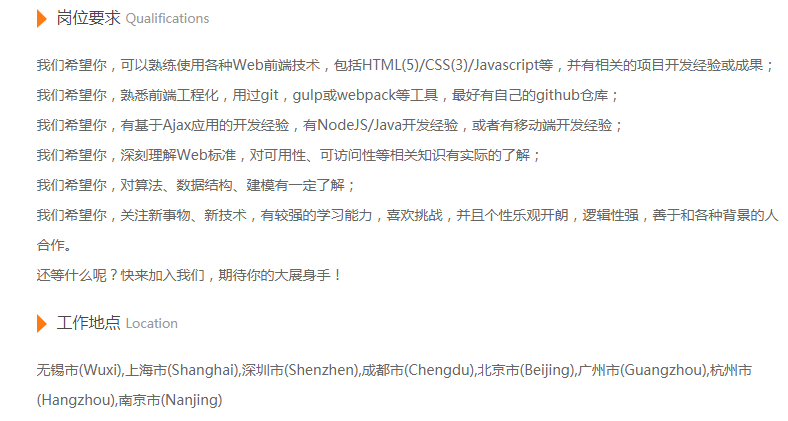 岗位要求 Qualifications
我们希望你，可以熟练使用各种Web前端技术，包括HTML(5)/CSS(3)/Javascript等，并有相关的项目开发经验或成果；
我们希望你，熟悉前端工程化，用过git，gulp或webpack等工具，最好有自己的github仓库；
我们希望你，有基于Ajax应用的开发经验，有NodeJS/Java开发经验，或者有移动端开发经验；
我们希望你，深刻理解Web标准，对可用性、可访问性等相关知识有实际的了解；
我们希望你，对算法、数据结构、建模有一定了解；
我们希望你，关注新事物、新技术，有较强的学习能力，喜欢挑战，并且个性乐观开朗，逻辑性强，善于和各种背景的人
合作。
还等什么呢？快来加入我们，期待你的大展身手！
工作地点 Location
无锡市(Wuxi),上海市(Shanghai),深圳市(Shenzhen),成都市(Chengdu),北京市(Beijing),广州市(Guangzhou),杭州市
(Hangzhou),南京市(Nanjing)